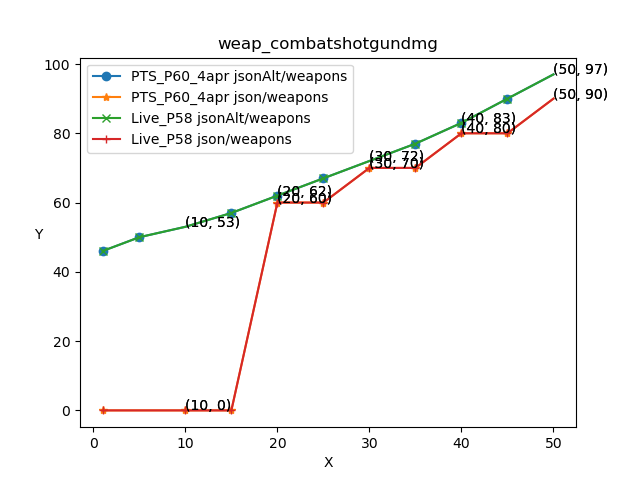 weap_combatshotgundmg
PTS_P60_4apr jsonAlt/weapons
PTS_P60_4apr json/weapons
Live_P58 jsonAlt/weapons
Live_P58 json/weapons
(50, 97)
(50, 90)
(40, 83)
(40, 80)
(30, 72)
(30, 70)
(20, 62)
(20, 60)
(10, 53)
(10, 0)
100
80
60
40
20
0
Y
0 10 20 30 40 50
X